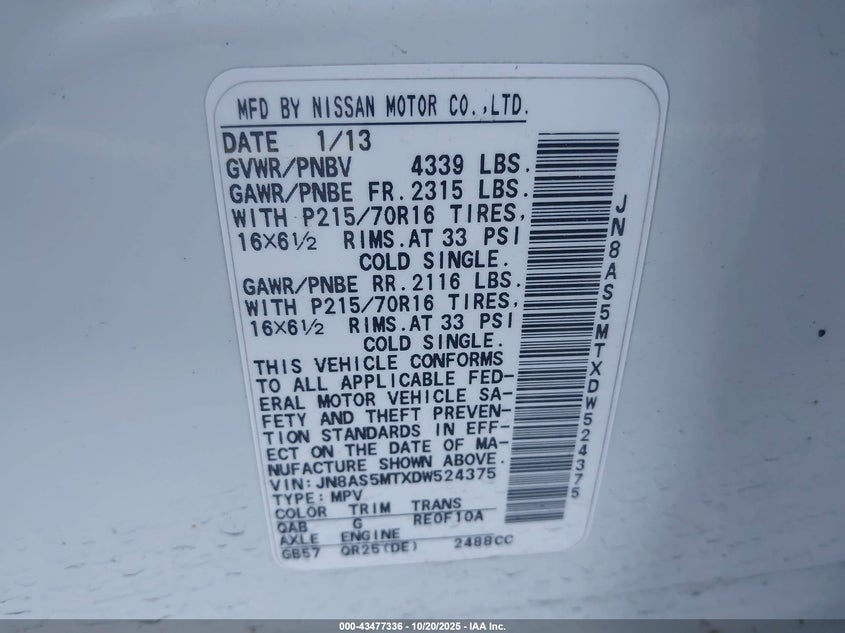 MFD BY NISSAN MOTOR CO.,LTD.
DATE 1/13
GVWR/PNBV 4339 LBS.
GAWR/PNBE FR. 2315 LBS.
WITH P215/70R16 TIRES,
16×6½ RIMS. AT 33 PSI
COLD SINGLE.
GAWR/PNBE RR. 2116 LBS.
WITH P215/70R16 TIRES,
16×6½ RIMS. AT 33 PSI
COLD SINGLE.
THIS VEHICLE CONFORMS
TO ALL APPLICABLE FED-
ERAL MOTOR VEHICLE SA-
FETY AND THEFT PREVEN-
TION STANDARDS IN EFF-
ECT ON THE DATE OF MA-
NUFACTURE SHOWN ABOVE.
VIN: JN8AS5MTXDW524375
TYPE: MPV
COLOR TRIM TRANS
QAB G RE0F10A
AXLE ENGINE
GB57 QR25(DE) 2488CC
JN8AS5MTXDW524375
000-43477336 | 10/20/2025 - IAA Inc.